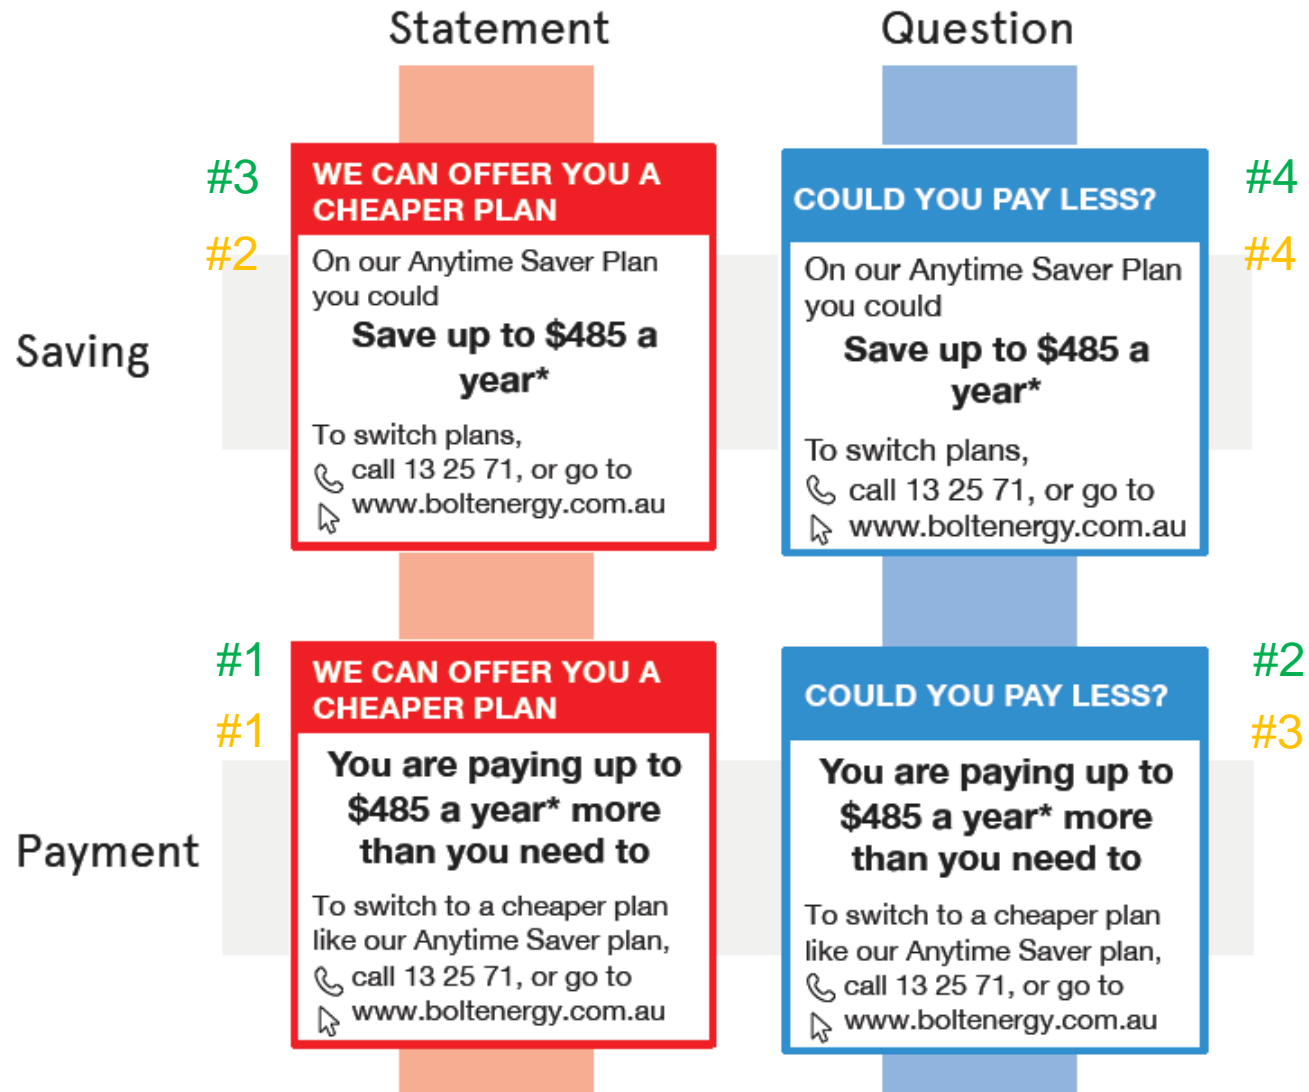 Statement
Question
#3
#2
WE CAN OFFER YOU A
CHEAPER PLAN
On our Anytime Saver Plan
you could
Save up to $485 a
year*
To switch plans,
call 13 25 71, or go to
www.boltenergy.com.au
COULD YOU PAY LESS?
On our Anytime Saver Plan
you could
Save up to $485 a
year*
To switch plans,
call 13 25 71, or go to
www.boltenergy.com.au
#4
#4
Saving
#1
#1
WE CAN OFFER YOU A
CHEAPER PLAN
You are paying up to
$485 a year* more
than you need to
To switch to a cheaper plan
like our Anytime Saver plan,
call 13 25 71, or go to
www.boltenergy.com.au
COULD YOU PAY LESS?
You are paying up to
$485 a year* more
than you need to
To switch to a cheaper plan
like our Anytime Saver plan,
call 13 25 71, or go to
www.boltenergy.com.au
#2
#3
Payment